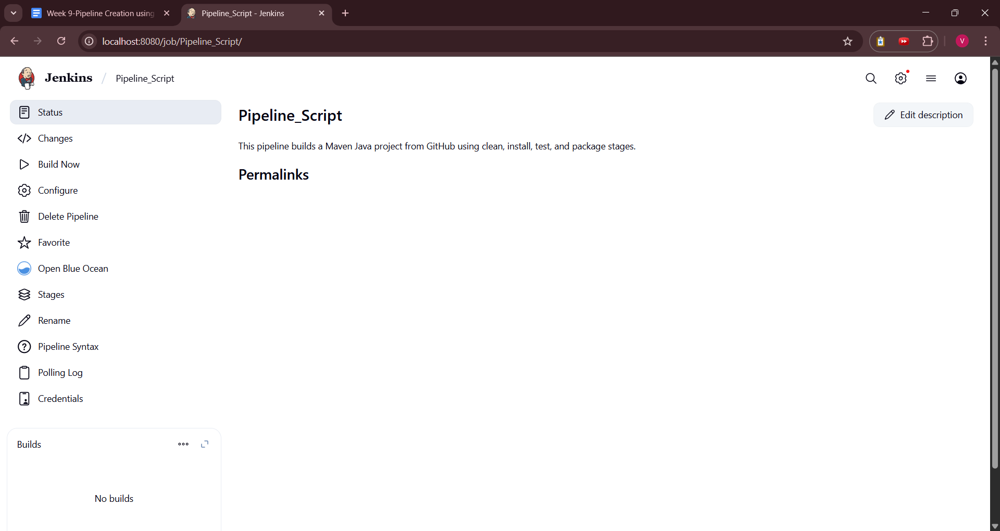 Week 9-Pipeline Creation using
Pipeline_Script - Jenkins
localhost:8080/job/Pipeline_Script/
V
Jenkins / Pipeline_Script
Status
Changes
Build Now
Configure
Delete Pipeline
Favorite
Open Blue Ocean
Stages
Rename
Pipeline Syntax
Polling Log
Credentials
Builds
No builds
Pipeline_Script
Edit description
This pipeline builds a Maven Java project from GitHub using clean, install, test, and package stages.
Permalinks